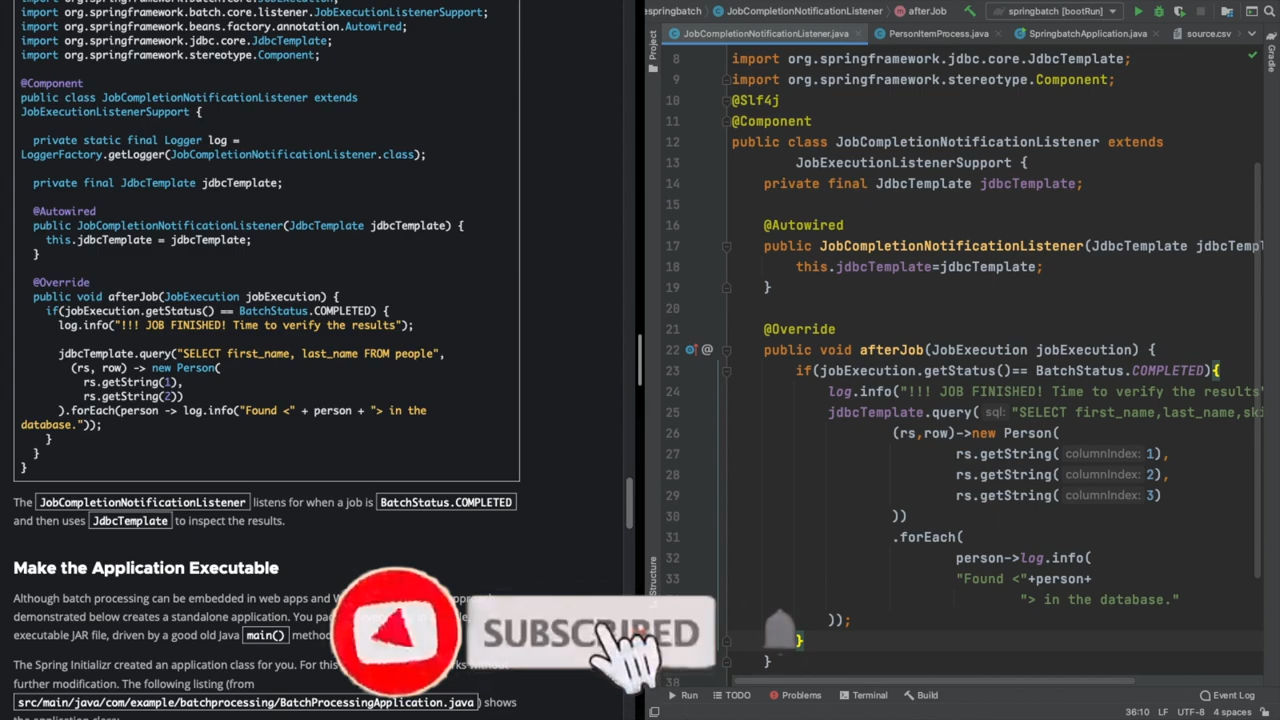 import org.springframework.batch.core.listener.JobExecutionListenerSupport;
import org.springframework.beans.factory.annotation.Autowired;
import org.springframework.jdbc.core.JdbcTemplate;
import org.springframework.stereotype.Component;
@Component
public class JobCompletionNotificationListener extends
JobExecutionListenerSupport {
private static final Logger log =
LoggerFactory.getLogger(JobCompletionNotificationListener.class);
private final JdbcTemplate jdbcTemplate;
@Autowired
public JobCompletionNotificationListener(JdbcTemplate jdbcTemplate) {
this.jdbcTemplate = jdbcTemplate;
}
@Override
public void afterJob(JobExecution jobExecution) {
if(jobExecution.getStatus() == BatchStatus.COMPLETED) {
log.info("!!! JOB FINISHED! Time to verify the results");
jdbcTemplate.query("SELECT first_name, last_name FROM people",
(rs, row) -> new Person(
rs.getString(1),
rs.getString(2))
).forEach(person -> log.info("Found <" + person + "> in the
database."));
}
}
}
The JobCompletionNotificationListener listens for when a job is BatchStatus.COMPLETED
and then uses JdbcTemplate to inspect the results.
Make the Application Executable
Although batch processing can be embedded in web apps and
demonstrated below creates a standalone application. You
executable JAR file, driven by a good old Java main() method
The Spring Initializr created an application class for you. For this
further modification. The following listing (from
src/main/java/com/example/batchprocessing/BatchProcessingApplication.java) shows
SUBSCRIBED
springbatch JobCompletionNotificationListener afterJob springbatch [bootRun]
JobCompletionNotificationListener.java PersonItemProcess.java SpringbatchApplication.java source.csv
Project
Gradle
8 import org.springframework.jdbc.core.JdbcTemplate;
9 import org.springframework.stereotype.Component;
10 @Slf4j
11 @Component
12 public class JobCompletionNotificationListener extends
13 JobExecutionListenerSupport {
14 private final JdbcTemplate jdbcTemplate;
15
16 @Autowired
17 public JobCompletionNotificationListener(JdbcTemplate jdbcTempl
18 this.jdbcTemplate=jdbcTemplate;
19 }
20
21 @Override
22 public void afterJob(JobExecution jobExecution) {
23 if(jobExecution.getStatus()== BatchStatus.COMPLETED){
24 log.info("!!! JOB FINISHED! Time to verify the results"
25 jdbcTemplate.query( sql: "SELECT first_name,last_name,sk
26 (rs,row)->new Person(
27 rs.getString( columnIndex: 1),
28 rs.getString( columnIndex: 2),
29 rs.getString( columnIndex: 3)
30 ))
31 .forEach(
32 person->log.info(
33 "Found <"+person+
34 "> in the database."
35 ));
36 }
37 }
38
Structure
Run TODO Problems Terminal Build Event Log
36:10 LF UTF-8 4 spaces